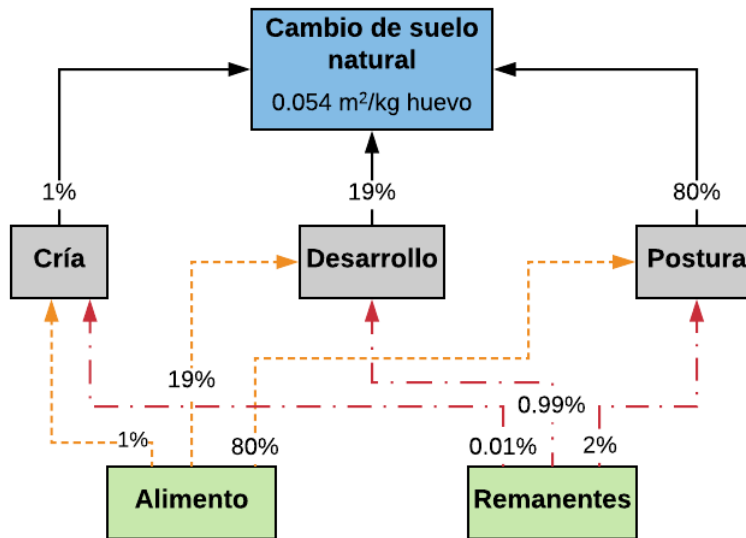 Cambio de suelo
natural
0.054 m²/kg huevo
1%
19%
80%
Cría
Desarrollo
Postura
19%
0.99%
1%
80%
0.01%
2%
Alimento
Remanentes